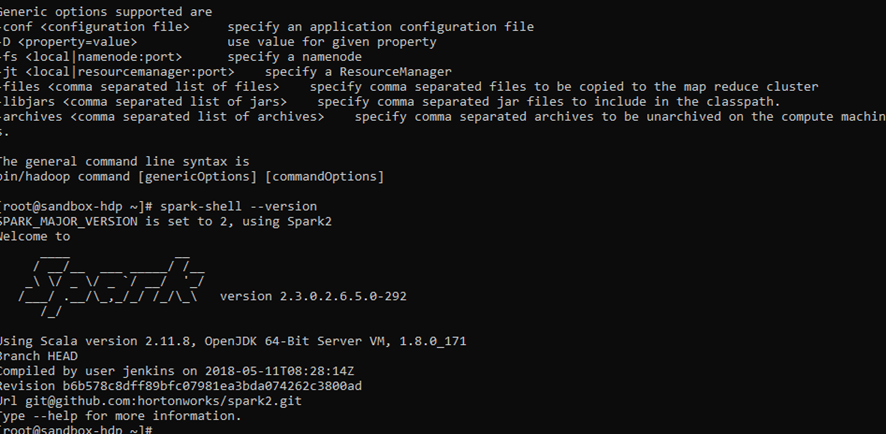 Generic options supported are
-conf <configuration file>     specify an application configuration file
-D <property=value>            use value for given property
-fs <local|namenode:port>      specify a namenode
-jt <local|resourcemanager:port>    specify a ResourceManager
-files <comma separated list of files>    specify comma separated files to be copied to the map reduce cluster
-libjars <comma separated list of jars>    specify comma separated jar files to include in the classpath.
-archives <comma separated list of archives>    specify comma separated archives to be unarchived on the compute machin
s.
The general command line syntax is
bin/hadoop command [genericOptions] [commandOptions]
[root@sandbox-hdp ~]# spark-shell --version
SPARK_MAJOR_VERSION is set to 2, using Spark2
Welcome to
      ____              __
     / __/__  ___ _____/ /__
    _\ \/ _ \/ _ `/ __/  '_/
   /___/ .__/\_,_/_/ /_/\_\   version 2.3.0.2.6.5.0-292
      /_/
Using Scala version 2.11.8, OpenJDK 64-Bit Server VM, 1.8.0_171
Branch HEAD
Compiled by user jenkins on 2018-05-11T08:28:14Z
Revision b6b578c8dff89bfc07981ea3bda074262c3800ad
Url git@github.com:hortonworks/spark2.git
Type --help for more information.
[root@sandbox-hdp ~]#